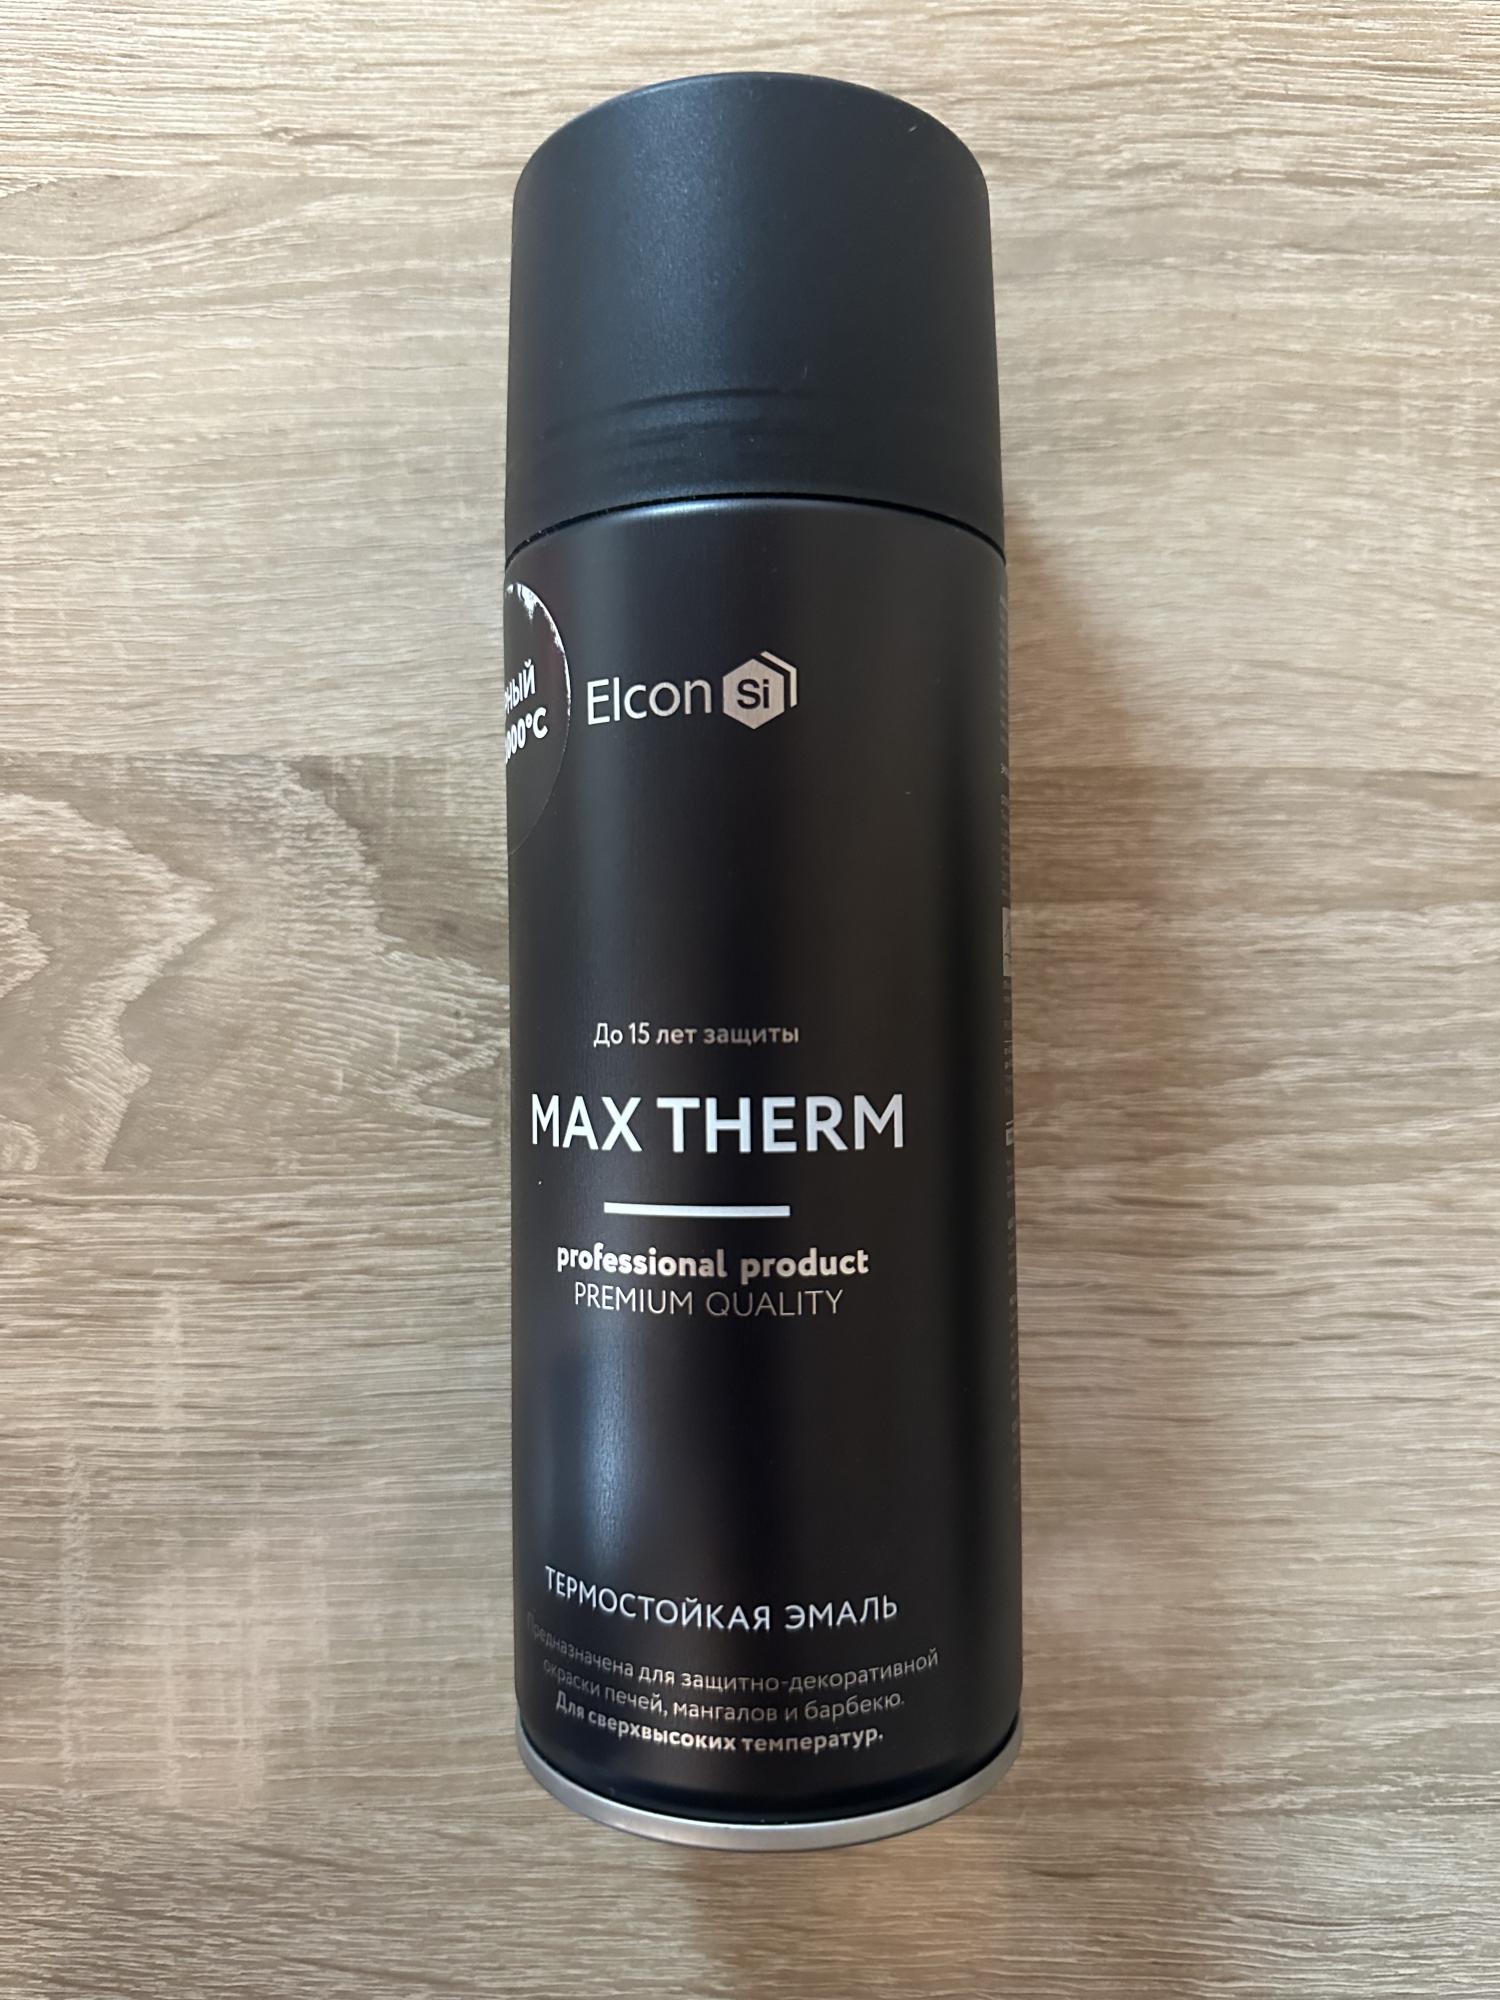 Elcon Si
000°C
До 15 лет защиты
MAX THERM
professional product
PREMIUM QUALITY
ТЕРМОСТОЙКАЯ ЭМАЛЬ
Предназначена для защитно-декоративной
окраски печей, мангалов и барбекю.
Для сверхвысоких температур.